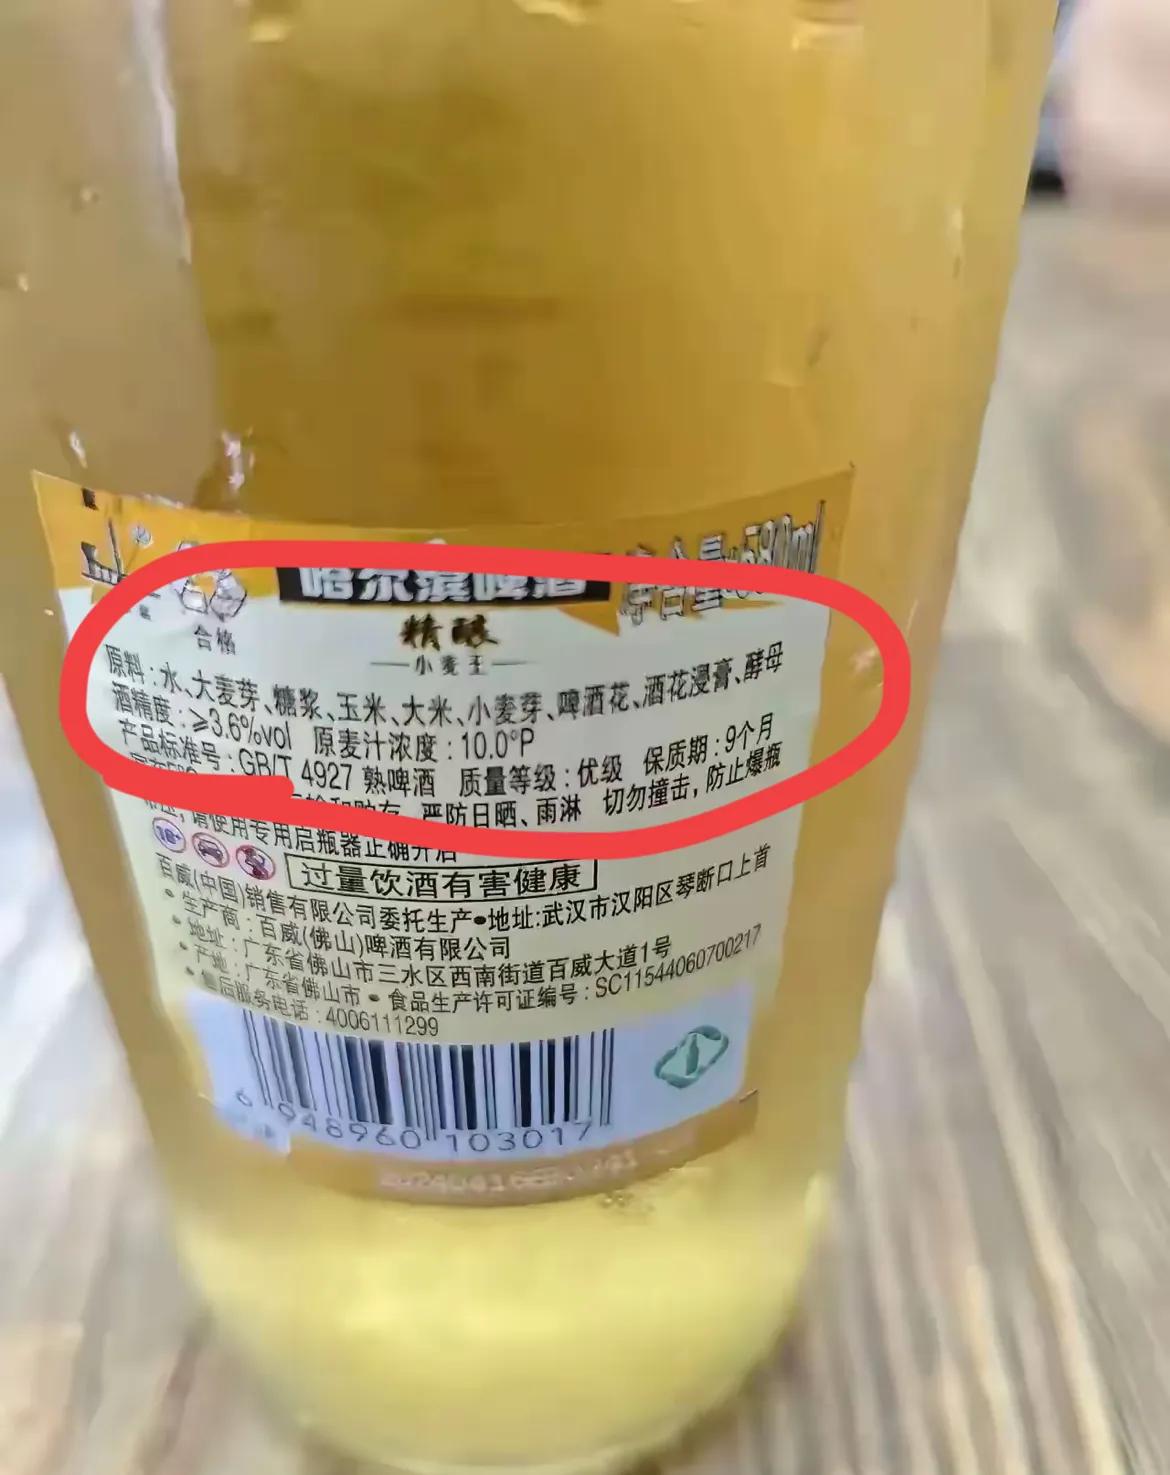 哈尔滨啤酒
净含量:580ml
合格
精酿
小麦王
原料:水、大麦芽、糖浆、玉米、大米、小麦芽、啤酒花、酒花浸膏、酵母
酒精度:≥3.6%vol 原麦汁浓度:10.0°P
产品标准号:GB/T 4927 熟啤酒 质量等级:优级 保质期:9个月
输和贮存 严防日晒、雨淋 切勿撞击,防止爆瓶
请使用专用启瓶器正确开启
18+
过量饮酒有害健康
百威(中国)销售有限公司委托生产•地址:武汉市汉阳区琴断口上首
•生产商:百威(佛山)啤酒有限公司
•地址:广东省佛山市三水区西南街道百威大道1号
•产地:广东省佛山市•食品生产许可证编号:SC11544060700217
•售后服务电话:4006111299
6 948960 103017